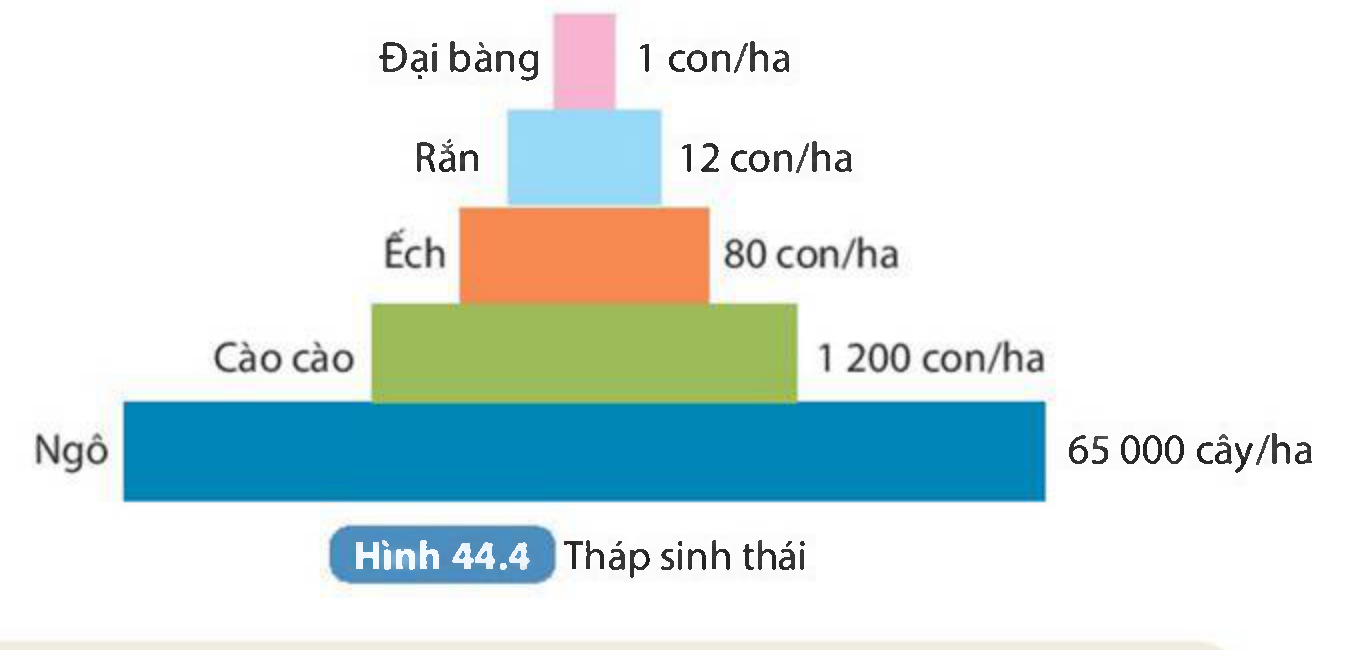 Đại bàng 1 con/ha
Rắn 12 con/ha
Ếch 80 con/ha
Cào cào 1 200 con/ha
Ngô 65 000 cây/ha
Hình 44.4 Tháp sinh thái